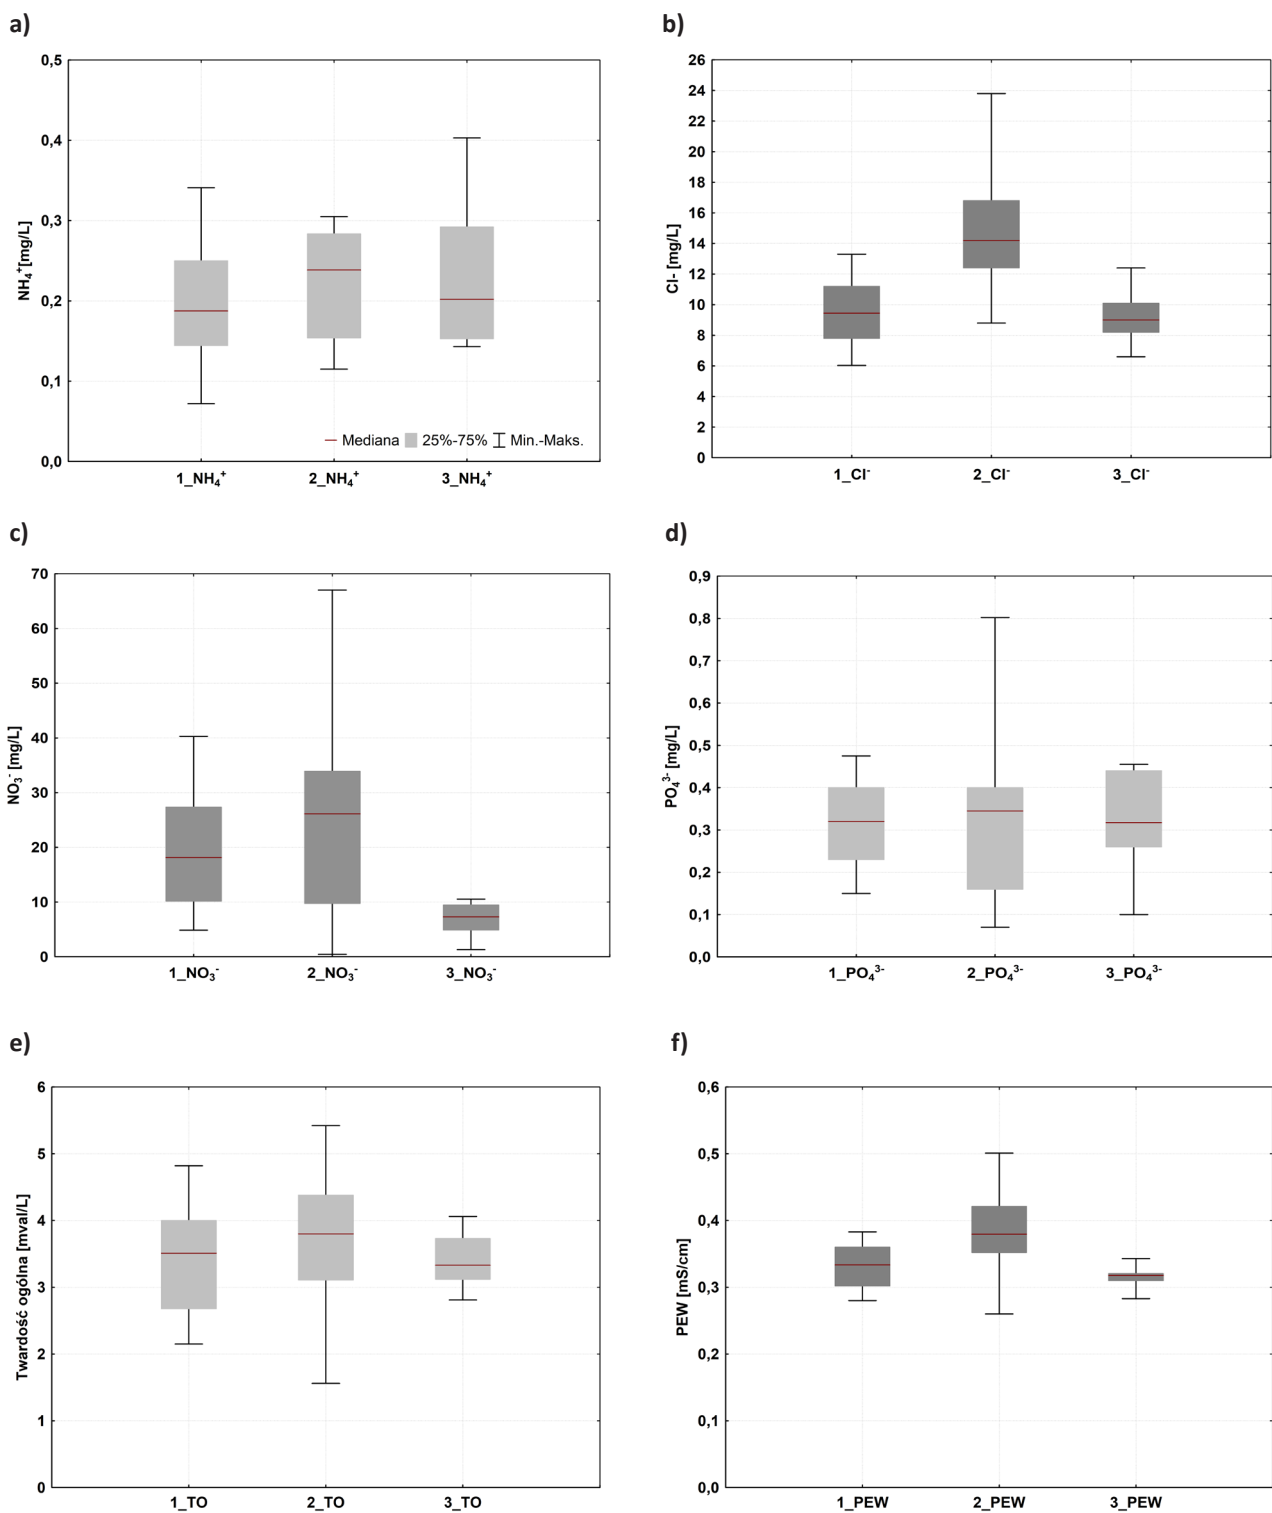 a)
0,5
0,4
0,3
0,2
0,1
0,0
NH₄⁺[mg/L]
Mediana 25%-75% Min.-Maks.
1_NH₄⁺ 2_NH₄⁺ 3_NH₄⁺
b)
26
24
22
20
18
16
14
12
10
8
6
4
2
0
Cl- [mg/L]
1_Cl⁻ 2_Cl⁻ 3_Cl⁻
c)
70
60
50
40
30
20
10
0
NO₃⁻ [mg/L]
1_NO₃⁻ 2_NO₃⁻ 3_NO₃⁻
d)
0,9
0,8
0,7
0,6
0,5
0,4
0,3
0,2
0,1
0,0
PO₄³⁻ [mg/L]
1_PO₄³⁻ 2_PO₄³⁻ 3_PO₄³⁻
e)
6
5
4
3
2
1
0
Twardość ogólna [mval/L]
1_TO 2_TO 3_TO
f)
0,6
0,5
0,4
0,3
0,2
0,1
0,0
PEW [mS/cm]
1_PEW 2_PEW 3_PEW